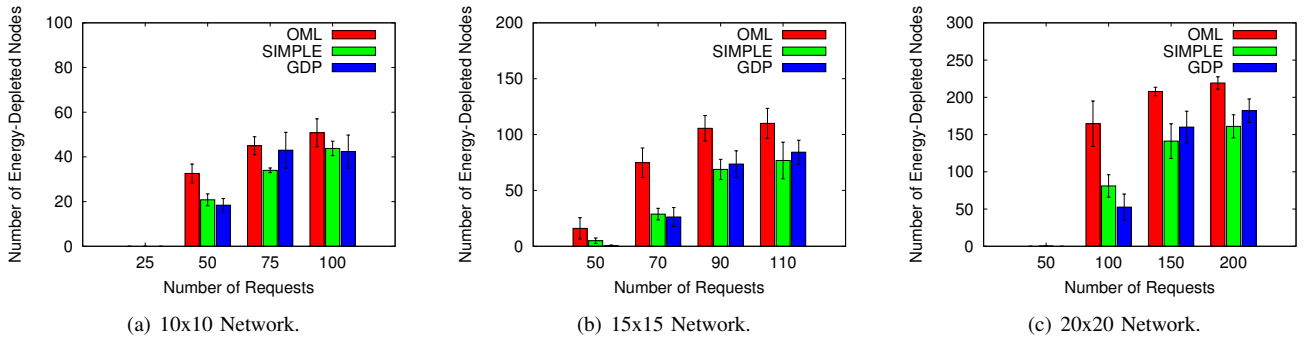 Number of Energy-Depleted Nodes
100
80
60
40
20
0
25 50 75 100
Number of Requests
OML
SIMPLE
GDP
(a) 10x10 Network.
Number of Energy-Depleted Nodes
200
150
100
50
0
50 70 90 110
Number of Requests
OML
SIMPLE
GDP
(b) 15x15 Network.
Number of Energy-Depleted Nodes
300
250
200
150
100
50
0
50 100 150 200
Number of Requests
OML
SIMPLE
GDP
(c) 20x20 Network.